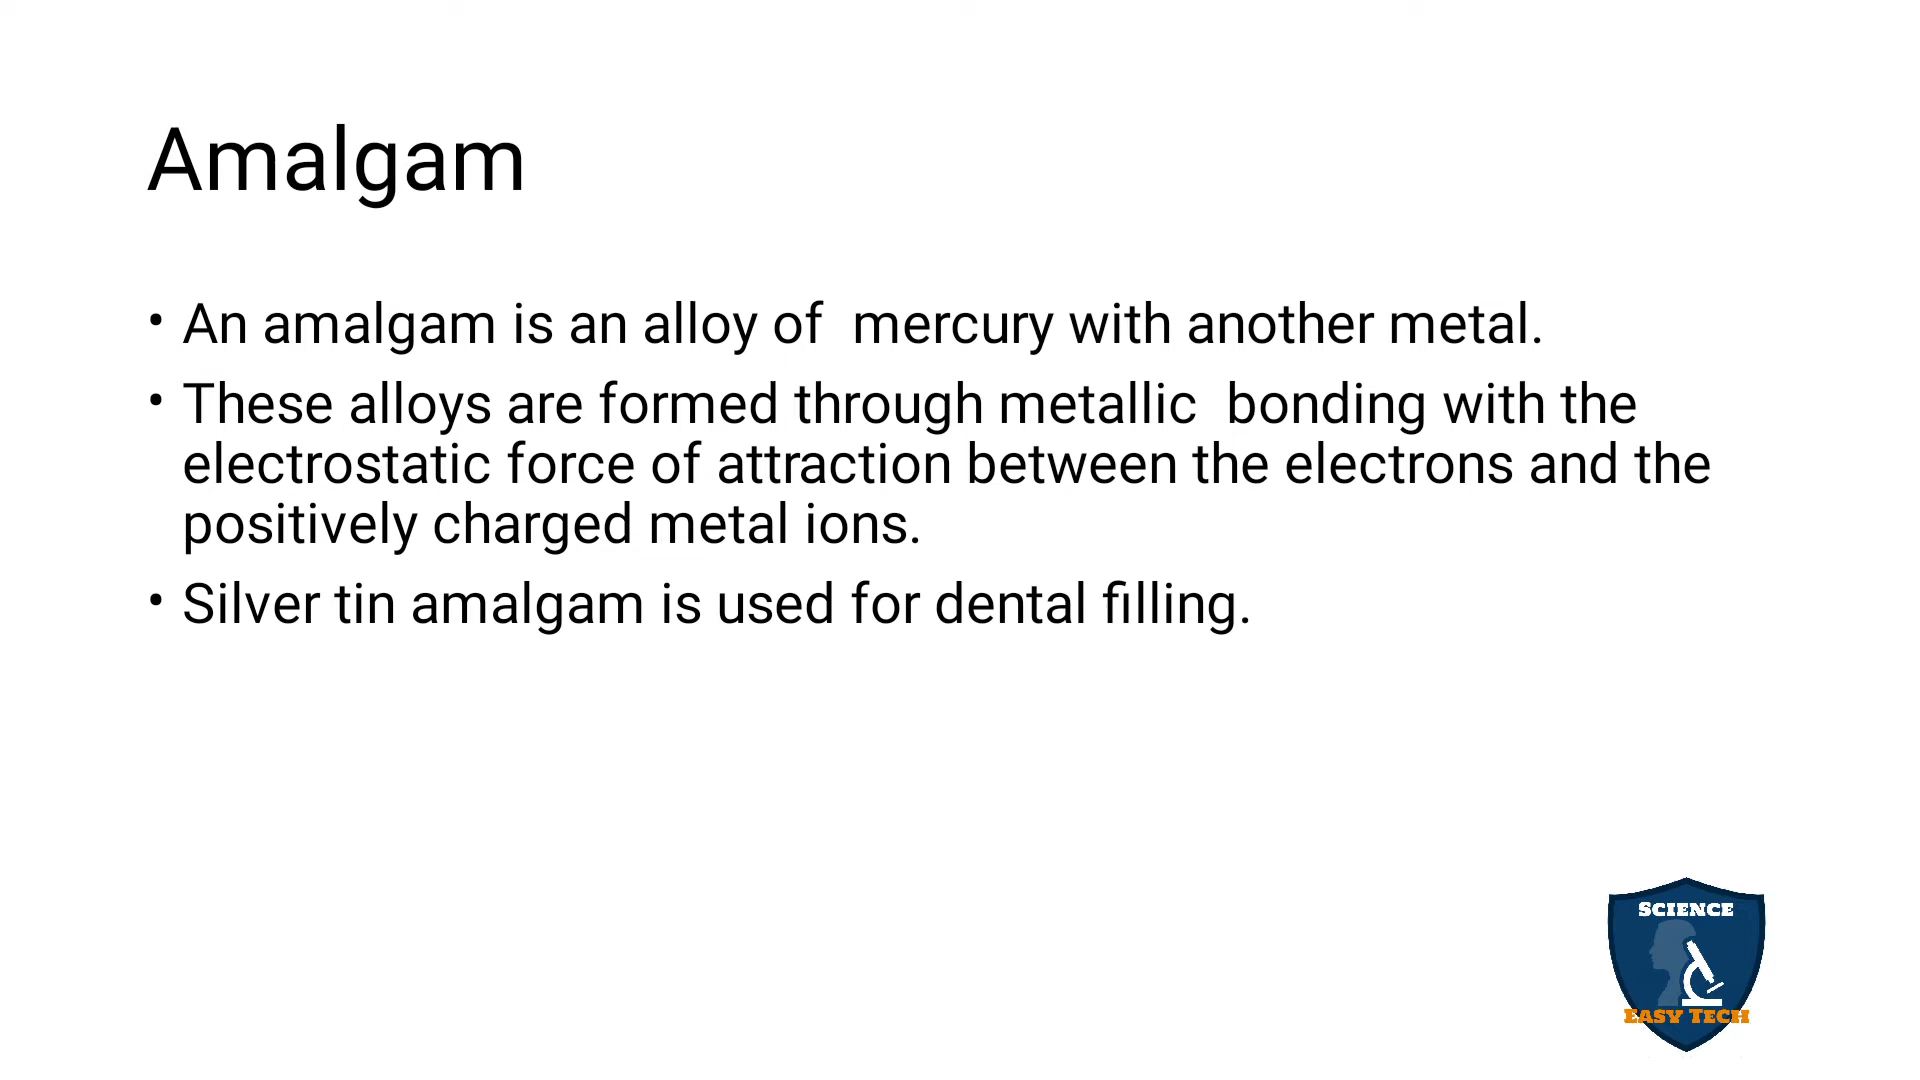 Amalgam
• An amalgam is an alloy of  mercury with another metal.
• These alloys are formed through metallic  bonding with the
electrostatic force of attraction between the electrons and the
positively charged metal ions.
• Silver tin amalgam is used for dental filling.
SCIENCE
EASY TECH